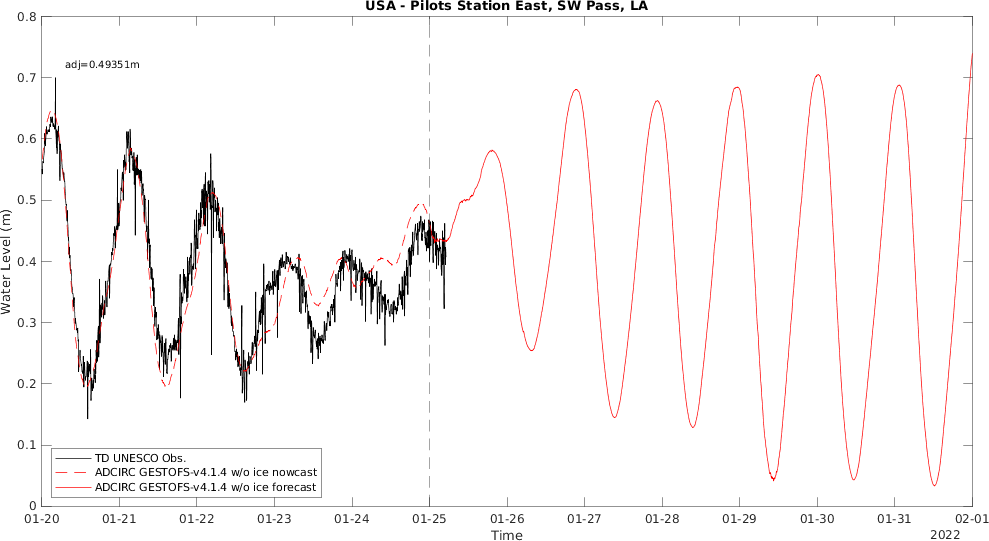 USA - Pilots Station East, SW Pass, LA
0.8
0.7
0.6
0.5
0.4
0.3
0.2
0.1
0
Water Level (m)
adj=0.49351m
TD UNESCO Obs.
ADCIRC GESTOFS-v4.1.4 w/o ice nowcast
ADCIRC GESTOFS-v4.1.4 w/o ice forecast
01-20 01-21 01-22 01-23 01-24 01-25 01-26 01-27 01-28 01-29 01-30 01-31 02-01
Time
2022